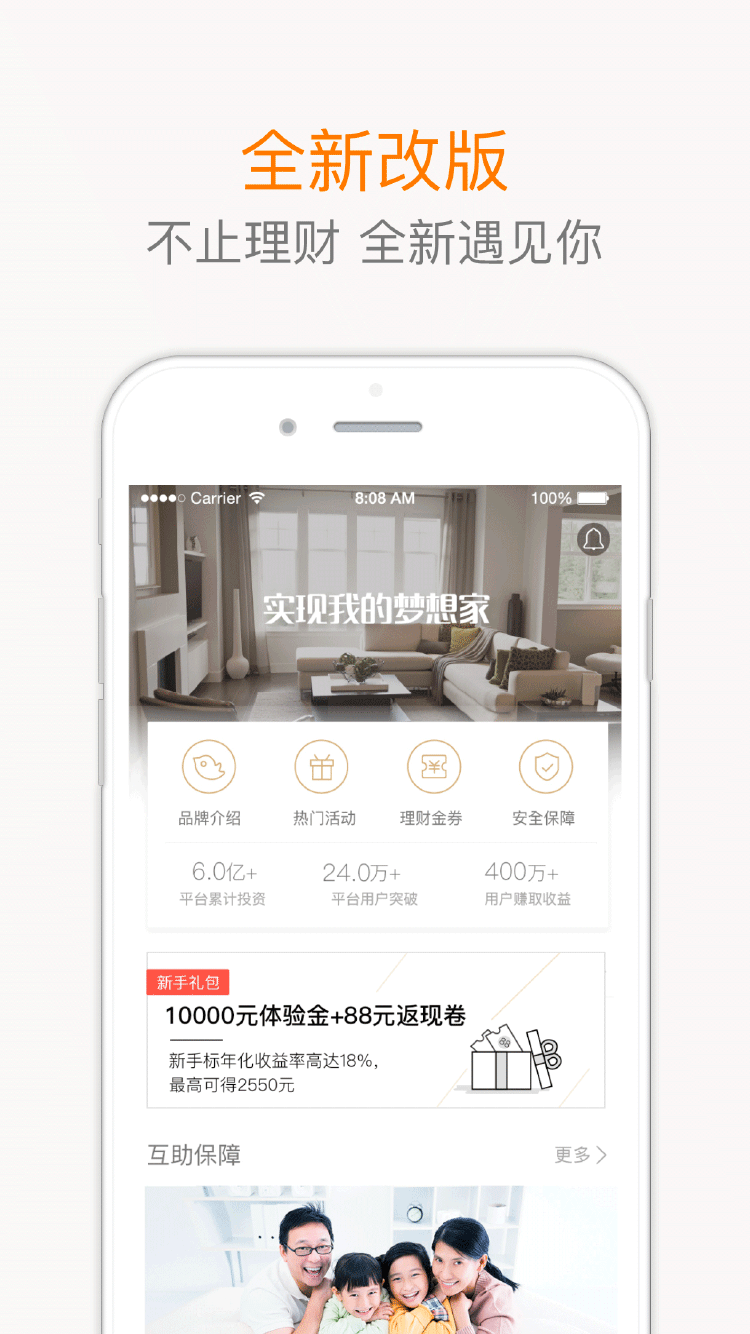 全新改版
不止理财 全新遇见你
Carrier 8:08 AM 100%
实现我的梦想家
品牌介绍 热门活动 理财金券 安全保障
6.0亿+ 24.0万+ 400万+
平台累计投资 平台用户突破 用户赚取收益
新手礼包
10000元体验金+88元返现卷
新手标年化收益率高达18%，
最高可得2550元
互助保障 更多